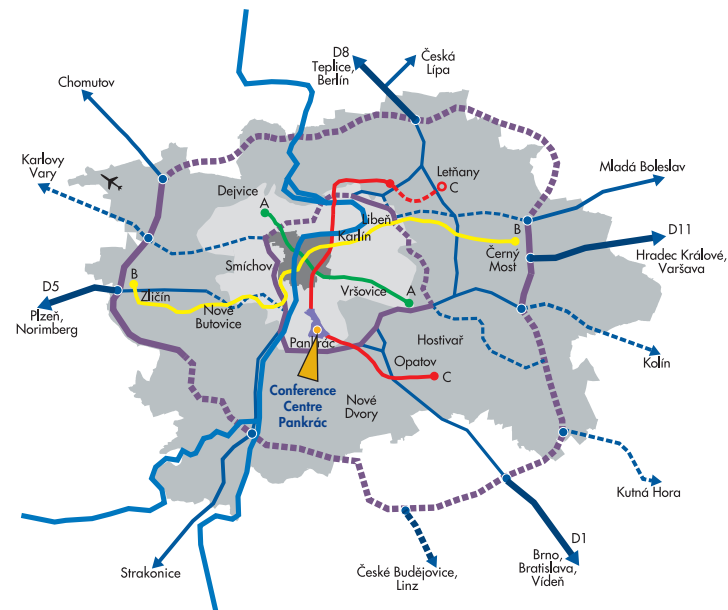 D8
Teplice,
Berlín
Česká
Lípa
Chomutov
Karlovy
Vary
Dejvice
A
Letňany
C
Mladá Boleslav
Libeň
Karlín
B
Černý
Most
D11
Hradec Králové,
Varšava
Smíchov
B
Zličín
D5
Plzeň,
Norimberg
Nové
Butovice
Vršovice
A
Hostivař
Pankrác
Opatov
C
Kolín
Conference
Centre
Pankrác
Nové
Dvory
Kutná Hora
D1
Brno,
Bratislava,
Vídeň
Strakonice
České Budějovice,
Linz